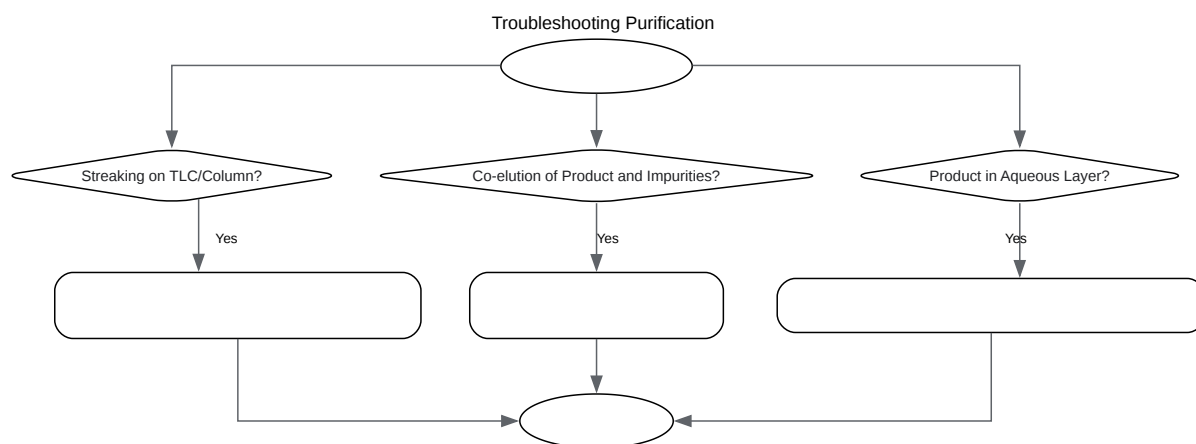 Troubleshooting Purification
Streaking on TLC/Column?
Co-elution of Product and Impurities?
Product in Aqueous Layer?
Yes
Yes
Yes